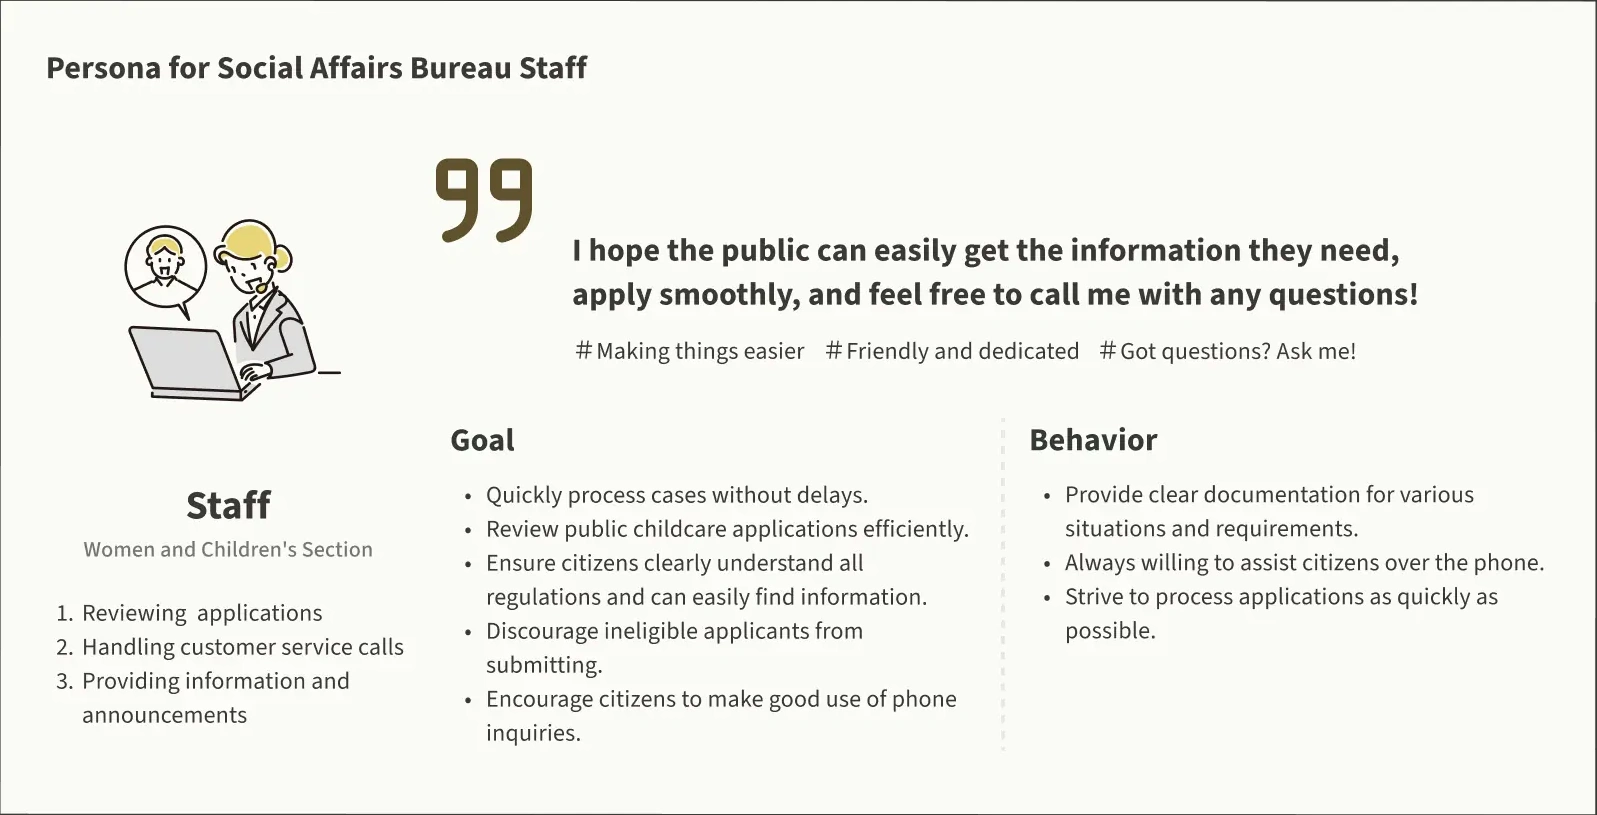 Persona for Social Affairs Bureau Staff
I hope the public can easily get the information they need,
apply smoothly, and feel free to call me with any questions!
#Making things easier #Friendly and dedicated #Got questions? Ask me!
Staff
Women and Children's Section
1. Reviewing  applications
2. Handling customer service calls
3. Providing information and
announcements
Goal
• Quickly process cases without delays.
• Review public childcare applications efficiently.
• Ensure citizens clearly understand all
regulations and can easily find information.
• Discourage ineligible applicants from
submitting.
• Encourage citizens to make good use of phone
inquiries.
Behavior
• Provide clear documentation for various
situations and requirements.
• Always willing to assist citizens over the phone.
• Strive to process applications as quickly as
possible.